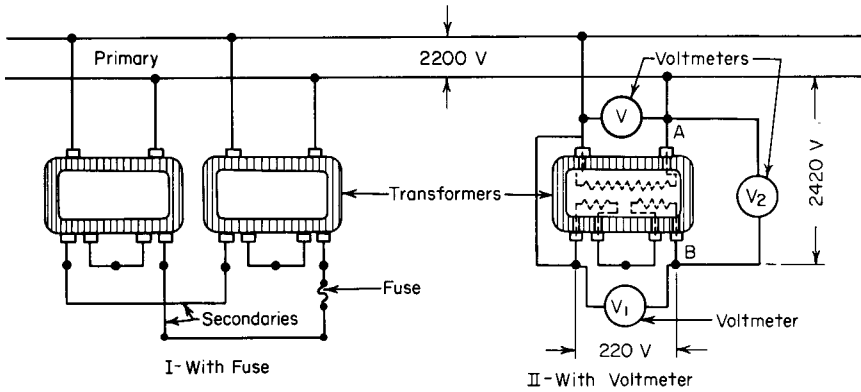 Primary
2200 V
Voltmeters
V
A
Transformers
V2
2420 V
B
Fuse
Secondaries
V1
Voltmeter
220 V
I-With Fuse
II-With Voltmeter